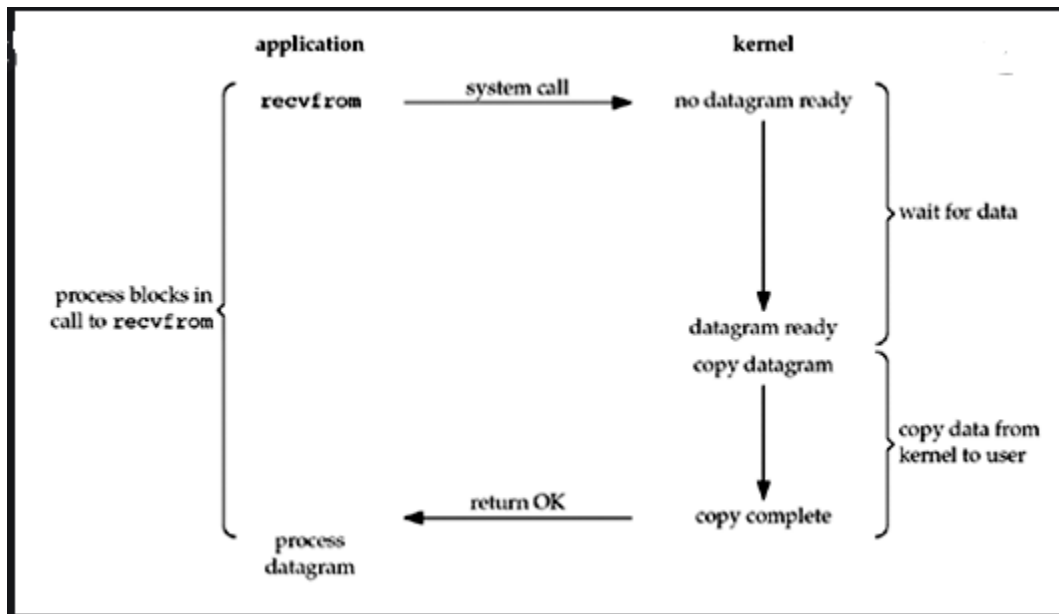 application
kernel
recvfrom
system call
no datagram ready
wait for data
process blocks in
call to recvfrom
datagram ready
copy datagram
copy data from
kernel to user
return OK
copy complete
process
datagram